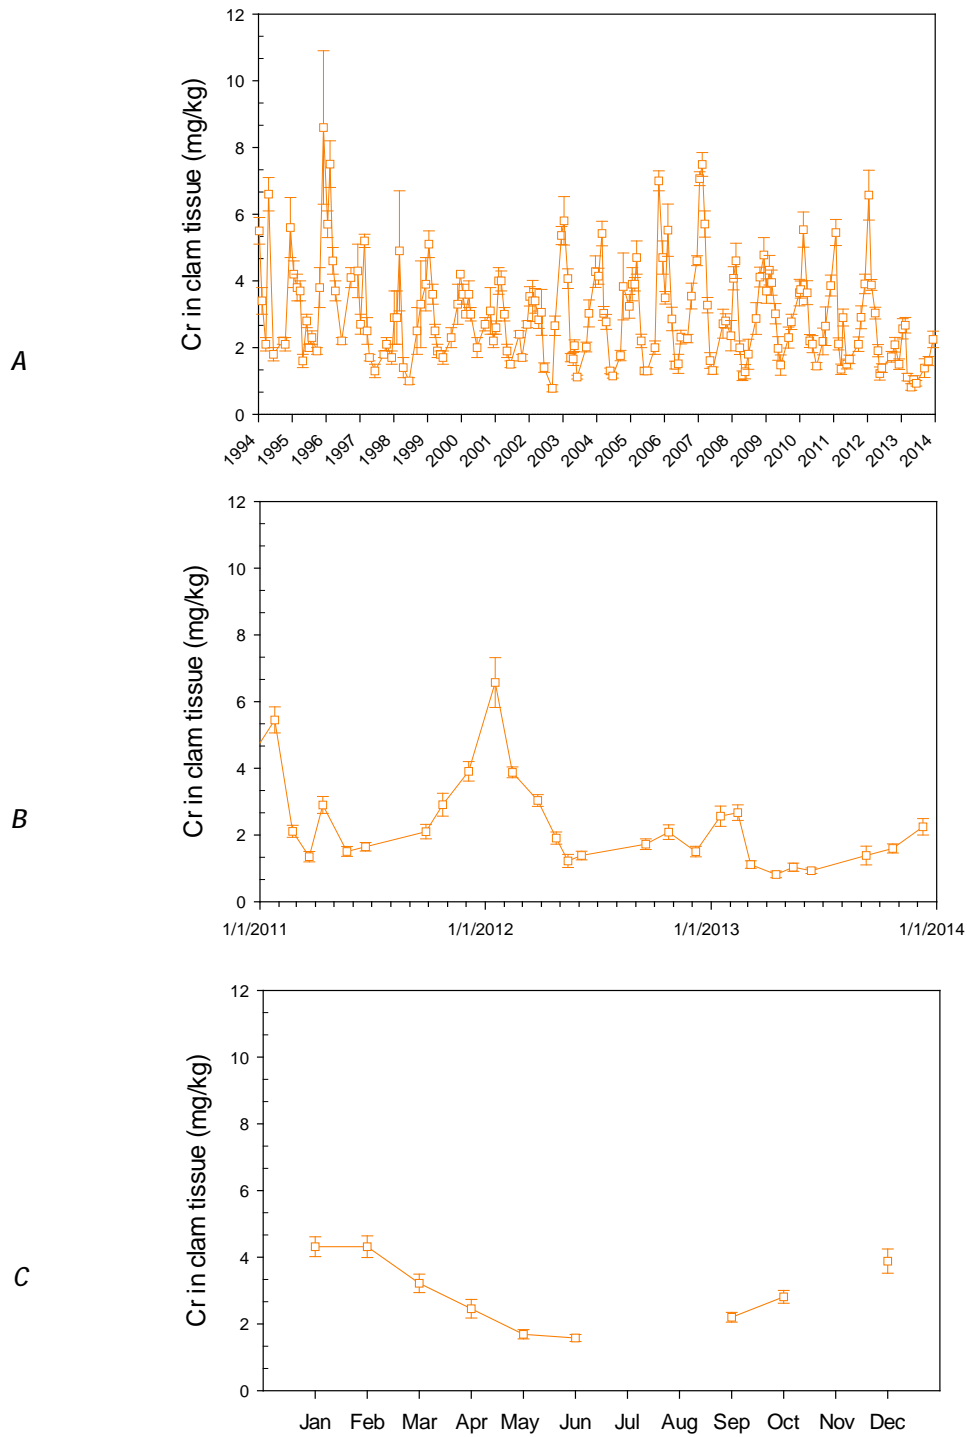 A
Cr in clam tissue (mg/kg)
12
10
8
6
4
2
0
1994 1995 1996 1997 1998 1999 2000 2001 2002 2003 2004 2005 2006 2007 2008 2009 2010 2011 2012 2013 2014
B
Cr in clam tissue (mg/kg)
12
10
8
6
4
2
0
1/1/2011 1/1/2012 1/1/2013 1/1/2014
C
Cr in clam tissue (mg/kg)
12
10
8
6
4
2
0
Jan Feb Mar Apr May Jun Jul Aug Sep Oct Nov Dec